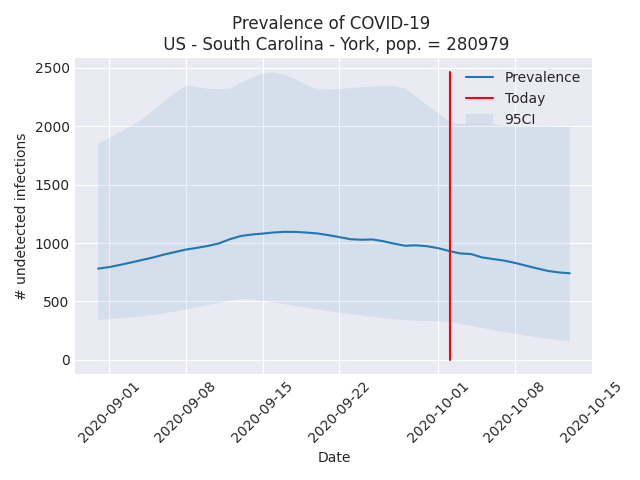 Prevalence of COVID-19
US - South Carolina - York, pop. = 280979
Prevalence
Today
95CI
2500
2000
1500
1000
500
0
# undetected infections
2020-09-01
2020-09-08
2020-09-15
2020-09-22
2020-10-01
2020-10-08
2020-10-15
Date